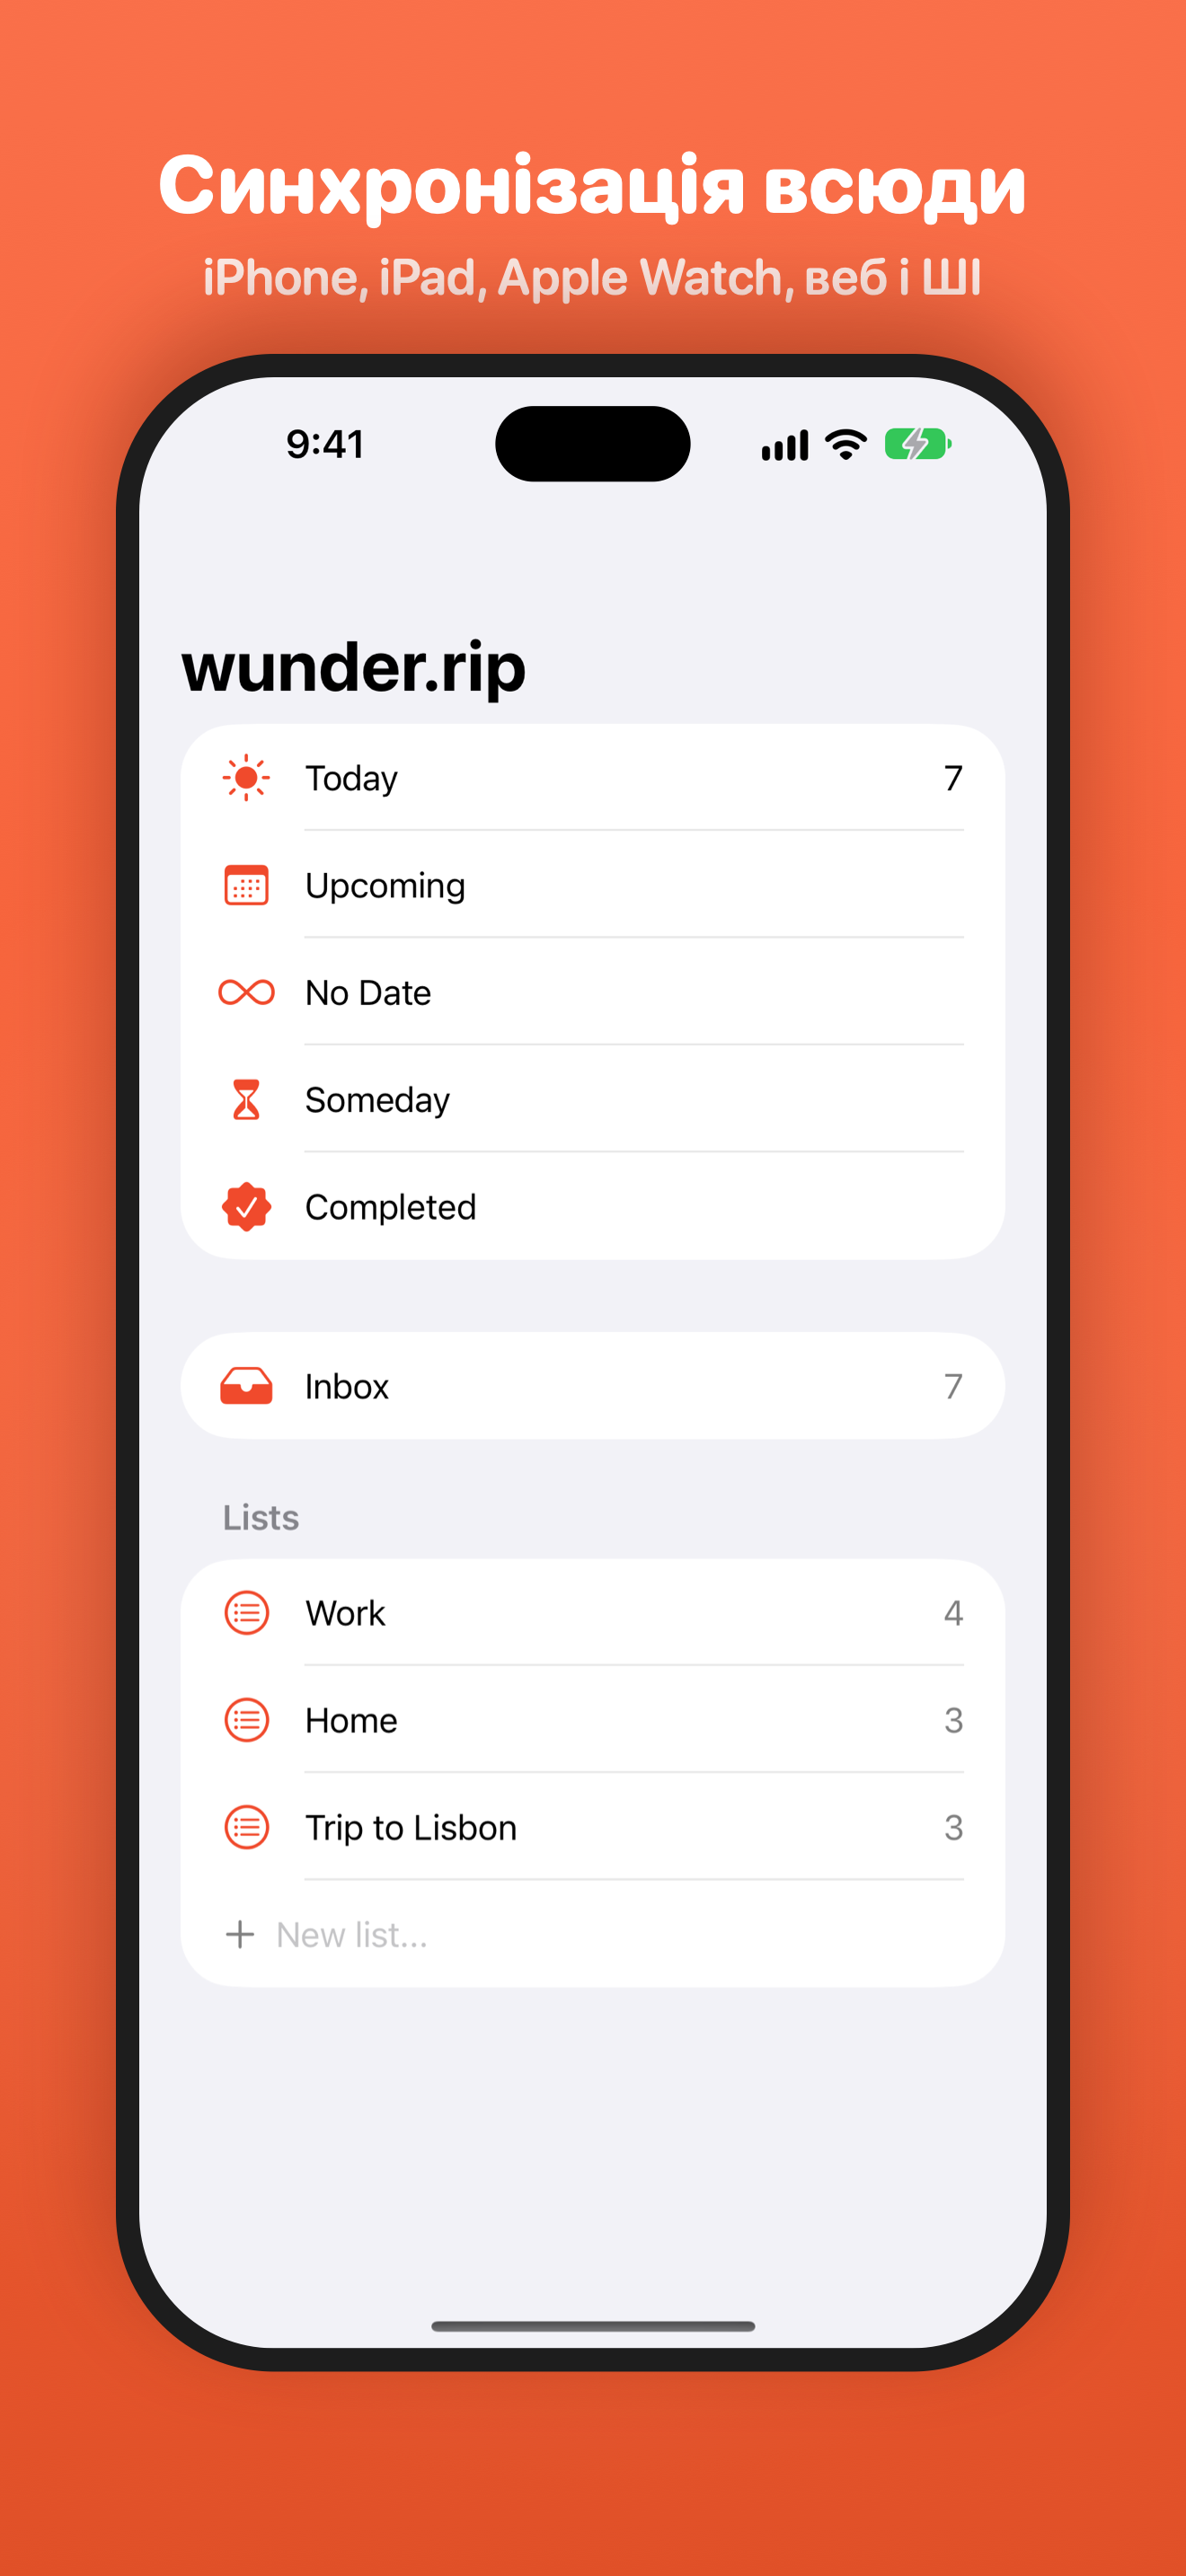 Синхронізація всюди
iPhone, iPad, Apple Watch, веб і ШІ
9:41
wunder.rip
Today 7
Upcoming
No Date
Someday
Completed
Inbox 7
Lists
Work 4
Home 3
Trip to Lisbon 3
New list...